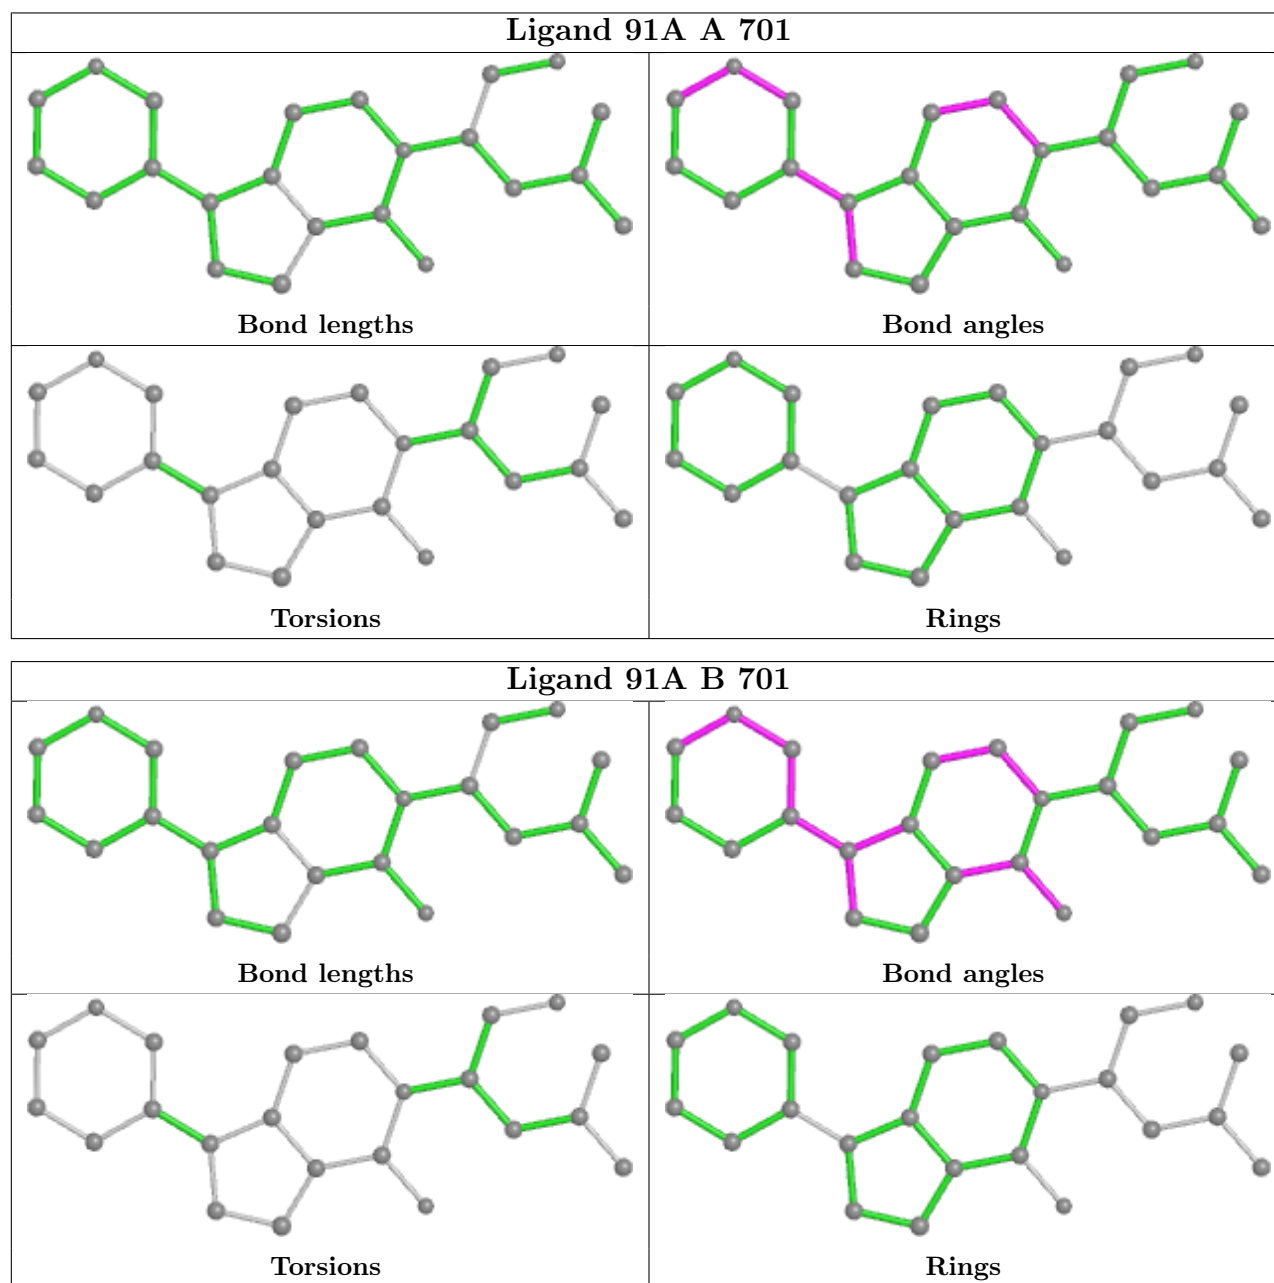 Ligand 91A A 701
Bond lengths
Bond angles
Torsions
Rings
Ligand 91A B 701
Bond lengths
Bond angles
Torsions
Rings